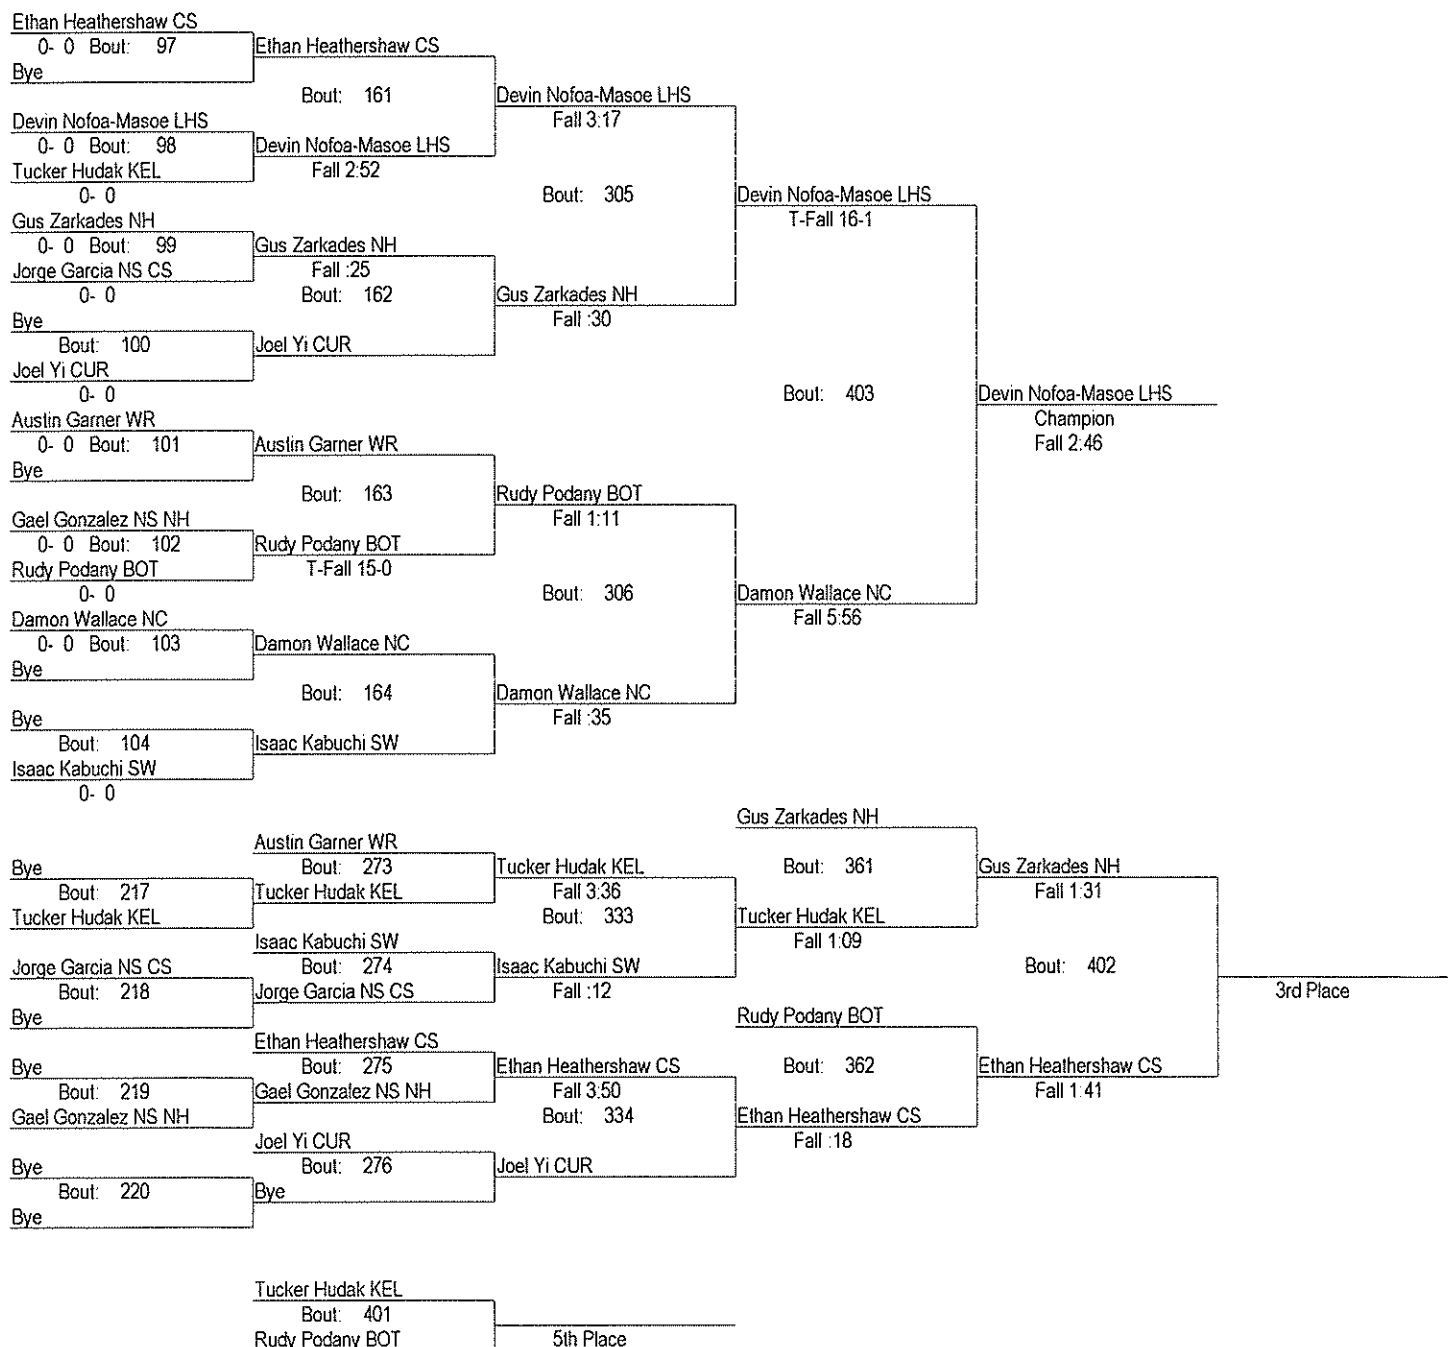 Ethan Heathershaw CS
0- 0 Bout: 97
Bye
Ethan Heathershaw CS
Bout: 161
Devin Nofoa-Masoe LHS
0- 0 Bout: 98
Tucker Hudak KEL
0- 0
Devin Nofoa-Masoe LHS
Fall 2:52
Devin Nofoa-Masoe LHS
Fall 3:17
Bout: 305
Gus Zarkades NH
0- 0 Bout: 99
Jorge Garcia NS CS
0- 0
Gus Zarkades NH
Fall :25
Bout: 162
Bye
Bout: 100
Joel Yi CUR
0- 0
Joel Yi CUR
Gus Zarkades NH
Fall :30
Devin Nofoa-Masoe LHS
T-Fall 16-1
Bout: 403
Devin Nofoa-Masoe LHS
Champion
Fall 2:46
Austin Garner WR
0- 0 Bout: 101
Bye
Austin Garner WR
Bout: 163
Gael Gonzalez NS NH
0- 0 Bout: 102
Rudy Podany BOT
0- 0
Rudy Podany BOT
T-Fall 15-0
Rudy Podany BOT
Fall 1:11
Bout: 306
Damon Wallace NC
0- 0 Bout: 103
Bye
Damon Wallace NC
Bout: 164
Bye
Bout: 104
Isaac Kabuchi SW
0- 0
Isaac Kabuchi SW
Damon Wallace NC
Fall :35
Damon Wallace NC
Fall 5:56
Bye
Bout: 217
Tucker Hudak KEL
Austin Garner WR
Bout: 273
Tucker Hudak KEL
Tucker Hudak KEL
Fall 3:36
Bout: 333
Jorge Garcia NS CS
Bout: 218
Bye
Isaac Kabuchi SW
Bout: 274
Jorge Garcia NS CS
Isaac Kabuchi SW
Fall :12
Gus Zarkades NH
Bout: 361
Tucker Hudak KEL
Fall 1:09
Gus Zarkades NH
Fall 1:31
Bout: 402
3rd Place
Bye
Bout: 219
Gael Gonzalez NS NH
Ethan Heathershaw CS
Bout: 275
Gael Gonzalez NS NH
Ethan Heathershaw CS
Fall 3:50
Bout: 334
Bye
Bout: 220
Bye
Joel Yi CUR
Bout: 276
Bye
Joel Yi CUR
Rudy Podany BOT
Bout: 362
Ethan Heathershaw CS
Fall :18
Ethan Heathershaw CS
Fall 1:41
Tucker Hudak KEL
Bout: 401
Rudy Podany BOT
5th Place